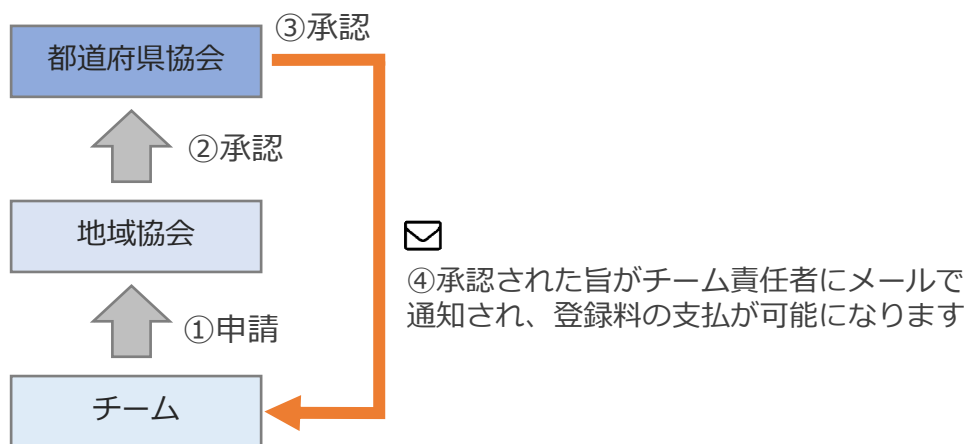 ③承認
都道府県協会
②承認
地域協会
④承認された旨がチーム責任者にメールで
通知され、登録料の支払が可能になります
①申請
チーム